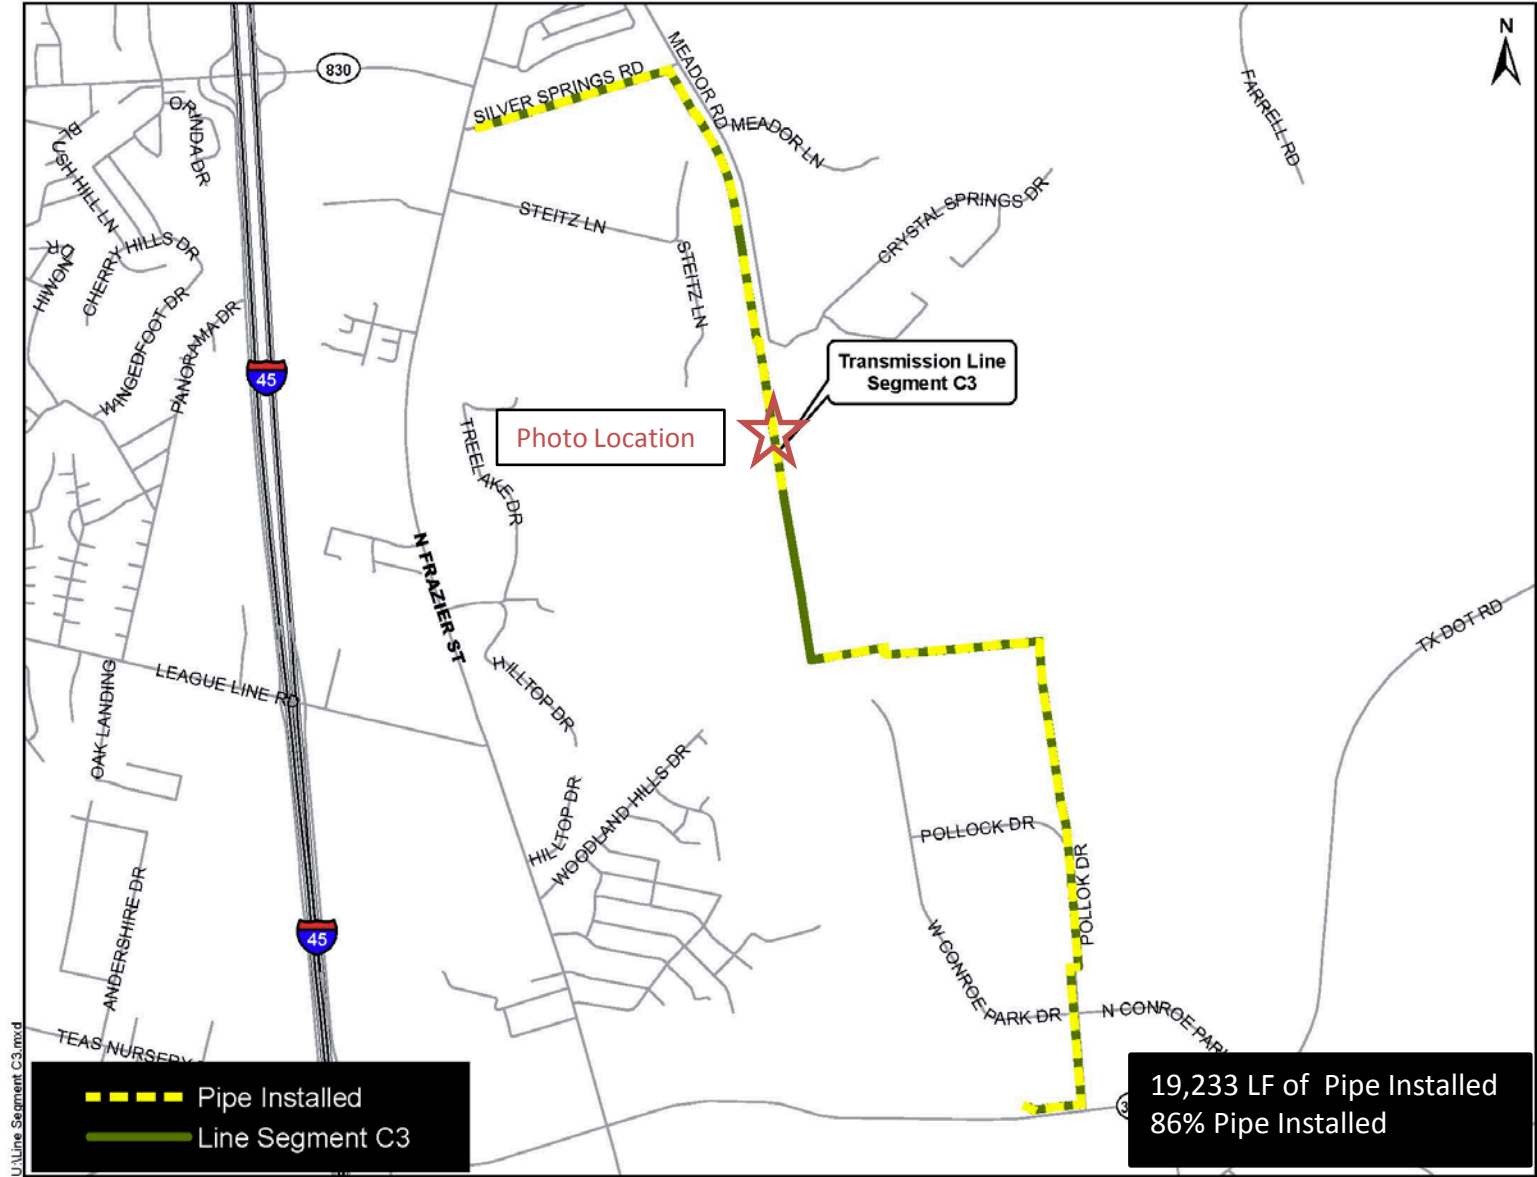 N
830
SILVER SPRINGS RD
MEADOR RD
MEADOR LN
FARRELL RD
ORINDA DR
BLUSH HILL LN
STEITZ LN
CRYSTAL SPRINGS DR
HIWON DR
CHERRY HILLS DR
STEITZ LN
WINGEDFOOT DR
PANORAMA DR
45
Transmission Line
Segment C3
Photo Location
TREELAKE DR
N FRAZIER ST
TX DOT RD
LEAGUE LINE RD
OAK LANDING
HILLTOP DR
HILLTOP DR
WOODLAND HILLS DR
POLLOCK DR
POLLOK DR
ANDERSHIRE DR
45
W CONROE PARK DR
N CONROE PARK
TEAS NURSERY
3
Pipe Installed
Line Segment C3
19,233 LF of Pipe Installed
86% Pipe Installed
U:\Line Segment C3.mxd